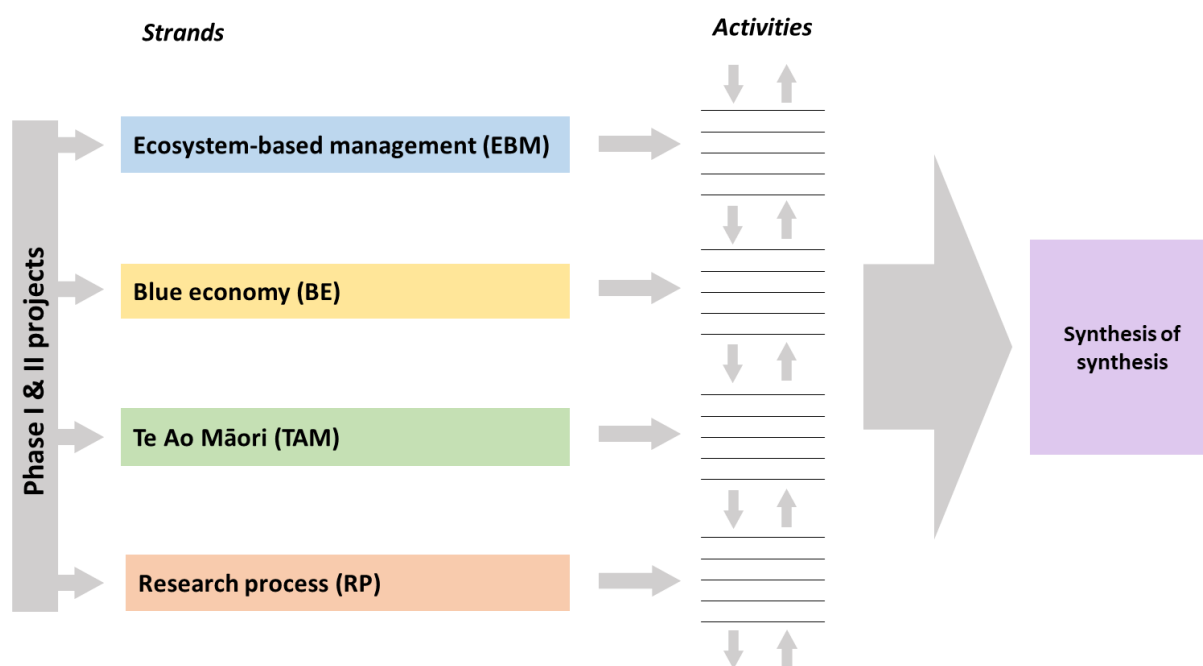 Strands
Activities
Phase I & II projects
Ecosystem-based management (EBM)
Blue economy (BE)
Te Ao Māori (TAM)
Research process (RP)
Synthesis of
synthesis